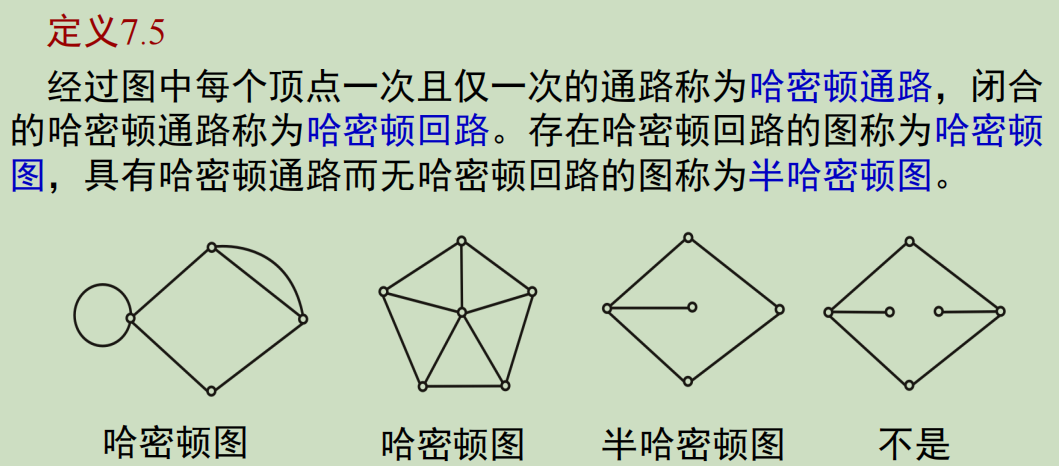 定义7.5
经过图中每个顶点一次且仅一次的通路称为哈密顿通路，闭合
的哈密顿通路称为哈密顿回路。存在哈密顿回路的图称为哈密顿
图，具有哈密顿通路而无哈密顿回路的图称为半哈密顿图。
哈密顿图 哈密顿图 半哈密顿图 不是